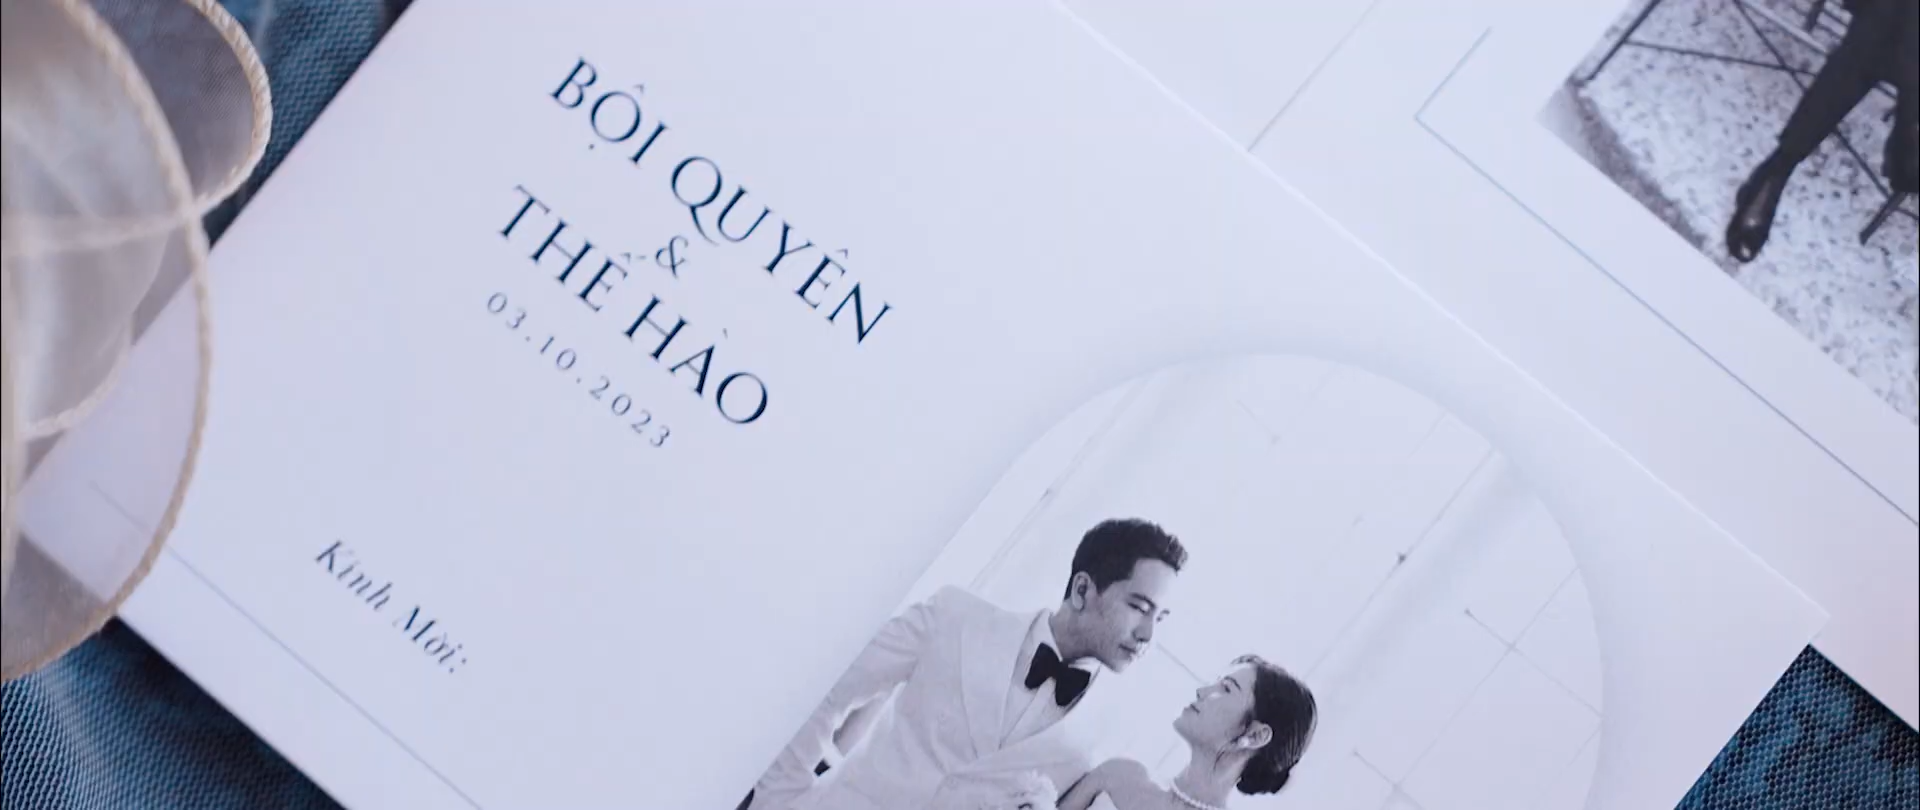 BỘI QUYÊN
&
THẾ HÀO
03.10.2023
Kính Mời: